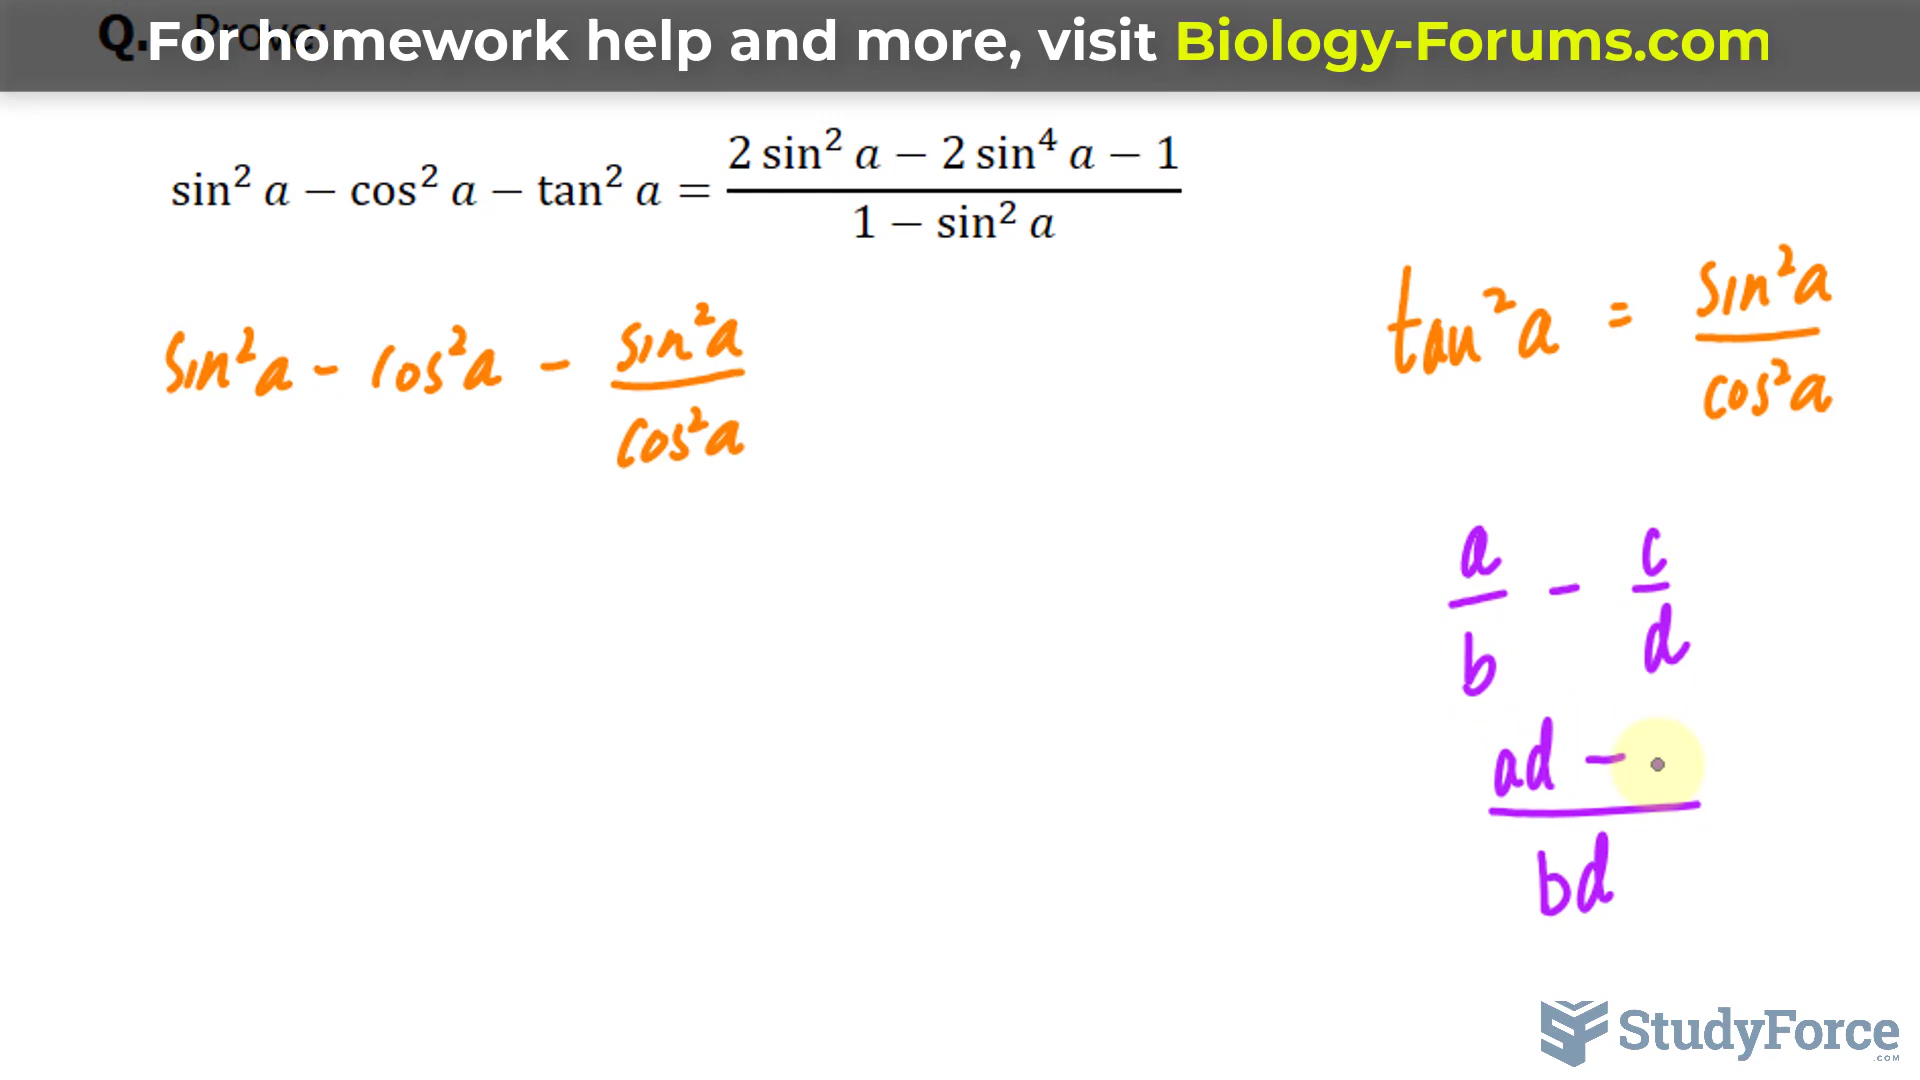 Q. Prove:
For homework help and more, visit Biology-Forums.com
sin² a − cos² a − tan² a = (2 sin² a − 2 sin⁴ a − 1) / (1 − sin² a)
sin²a - cos²a - sin²a / cos²a
tan²a = sin²a / cos²a
a/b - c/d
ad - / bd
StudyForce
.COM